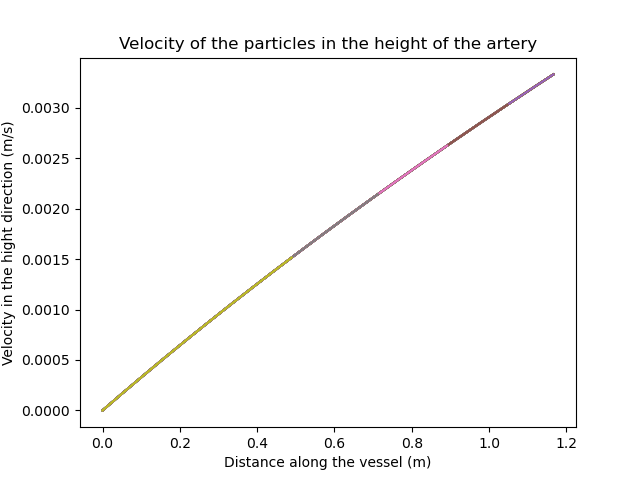 Velocity of the particles in the height of the artery
Velocity in the hight direction (m/s)
0.0030
0.0025
0.0020
0.0015
0.0010
0.0005
0.0000
0.0 0.2 0.4 0.6 0.8 1.0 1.2
Distance along the vessel (m)